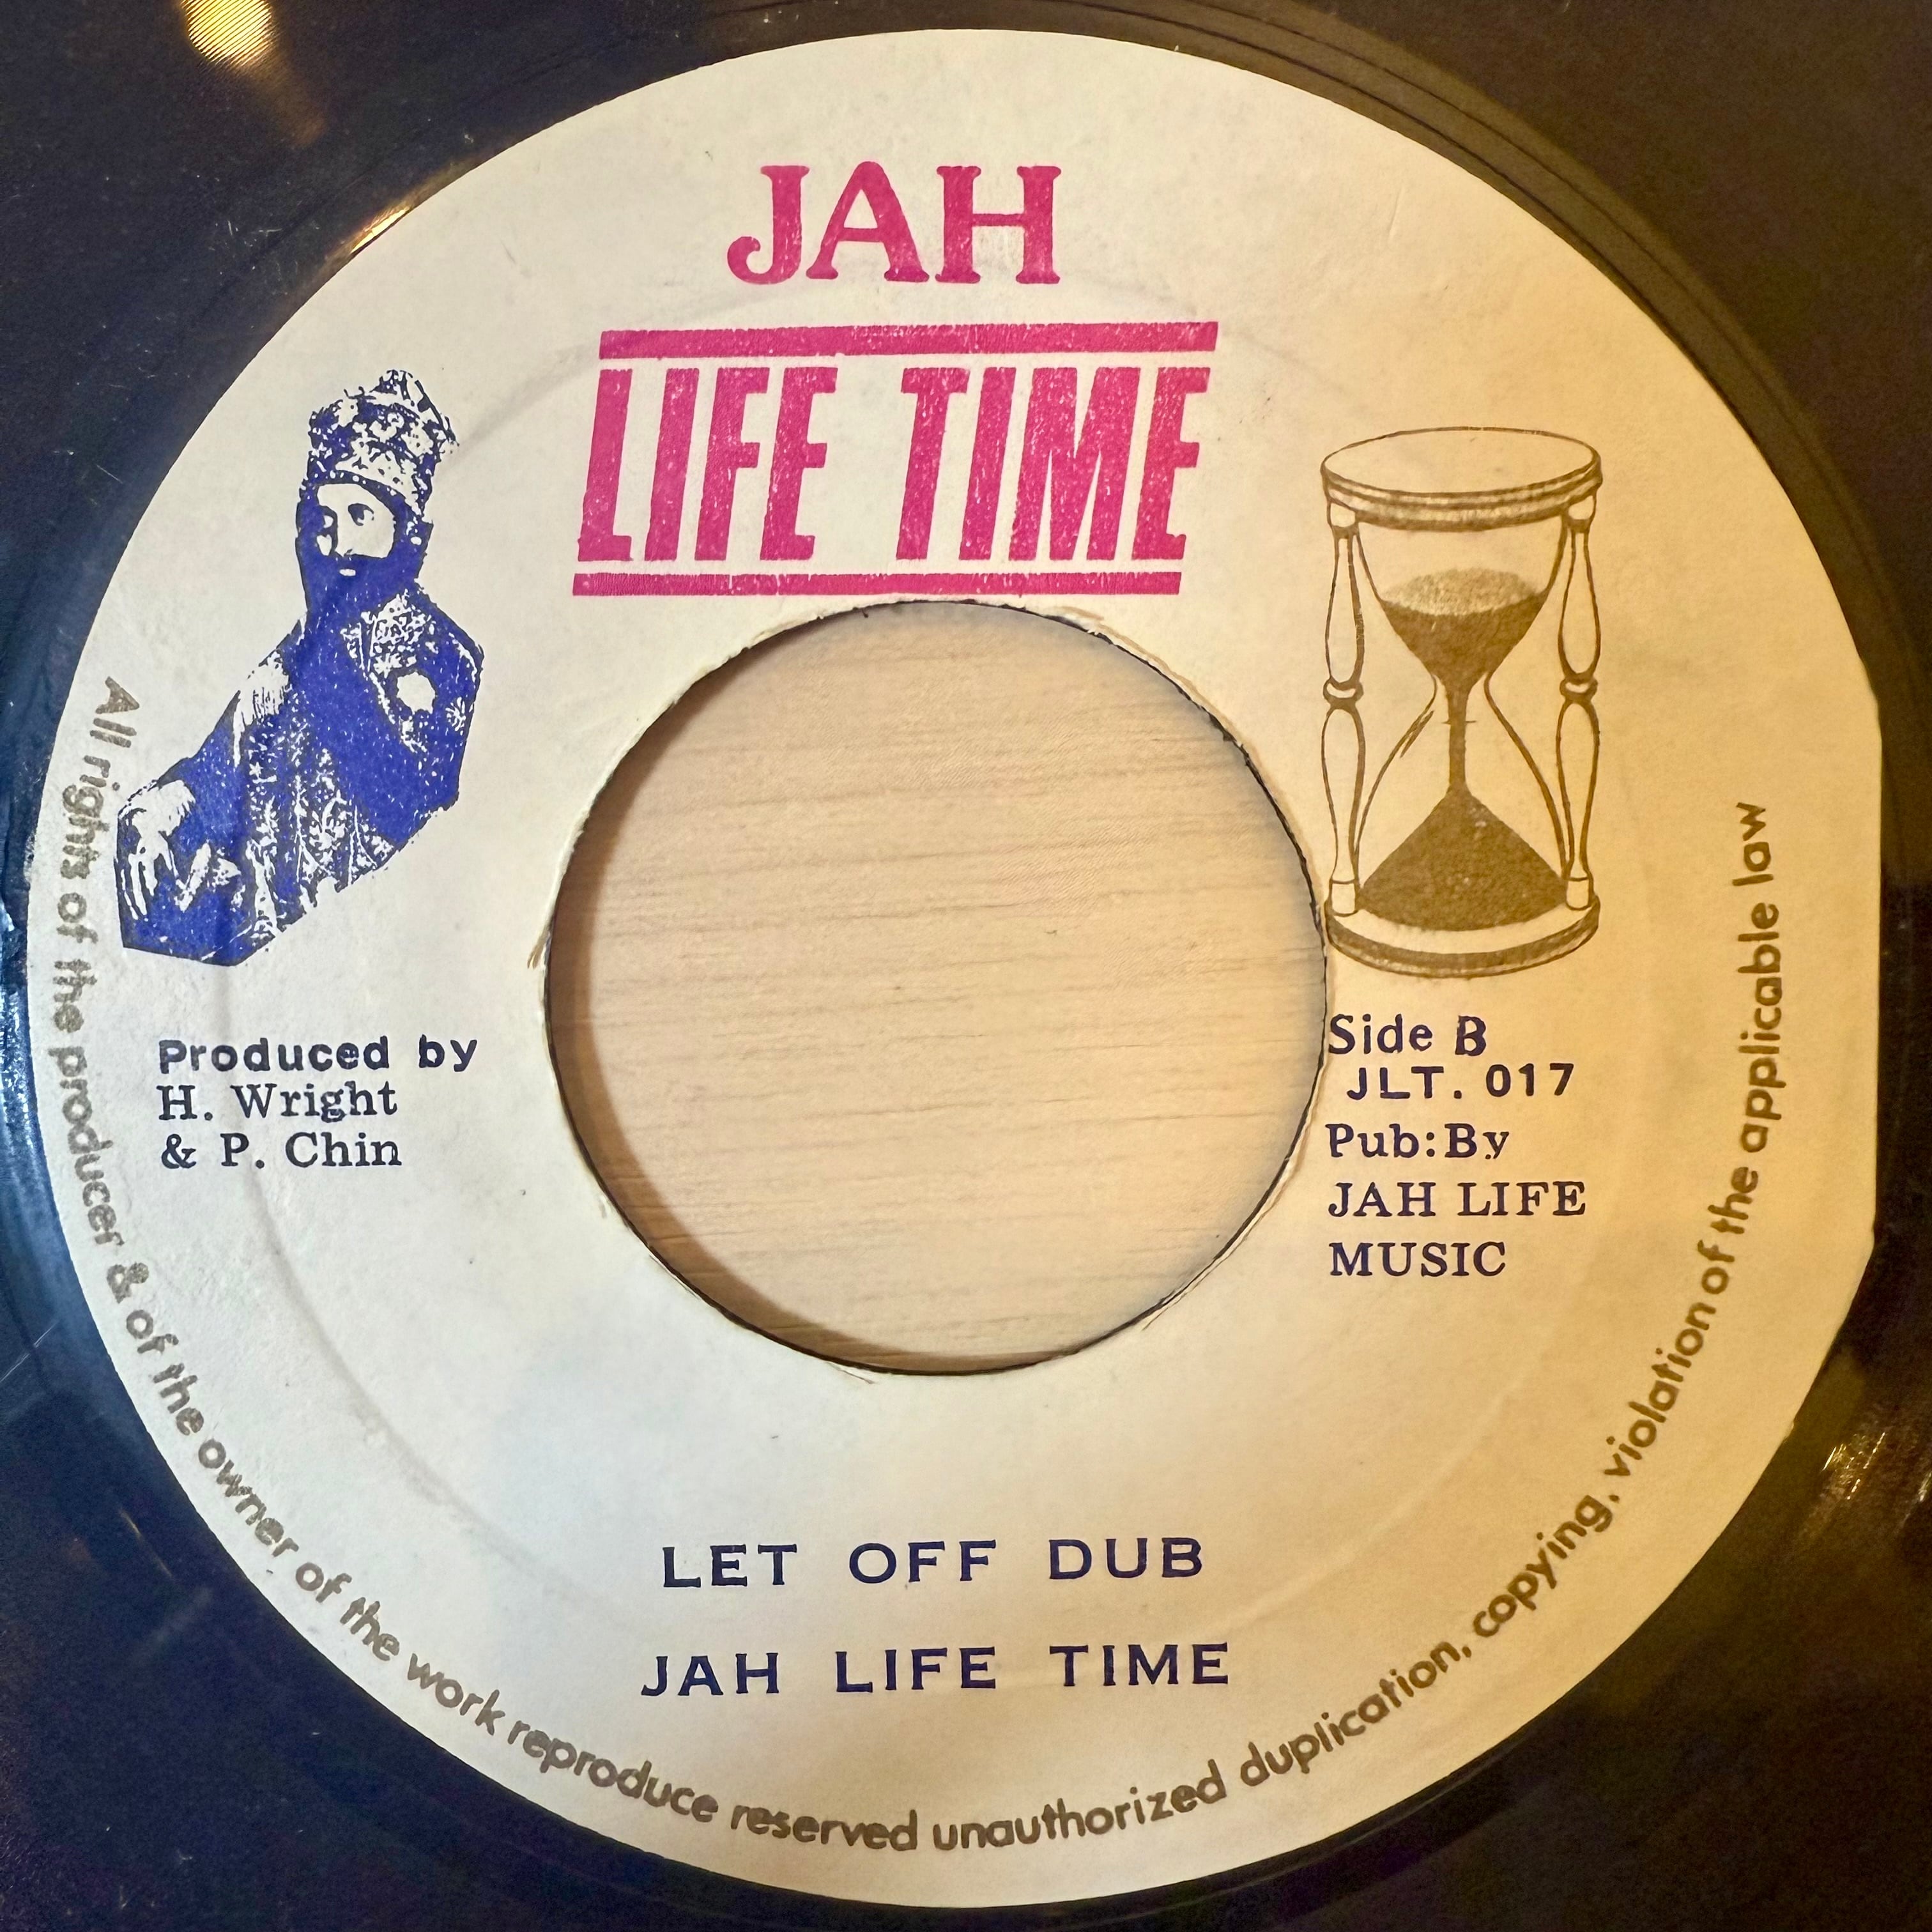 JAH
LIFE TIME
Produced by
H. Wright
& P. Chin
Side B
JLT. 017
Pub:By
JAH LIFE
MUSIC
LET OFF DUB
JAH LIFE TIME
All rights of the producer & of the owner of the work reproduce reserved unauthorized duplication, copying, violation of the applicable law